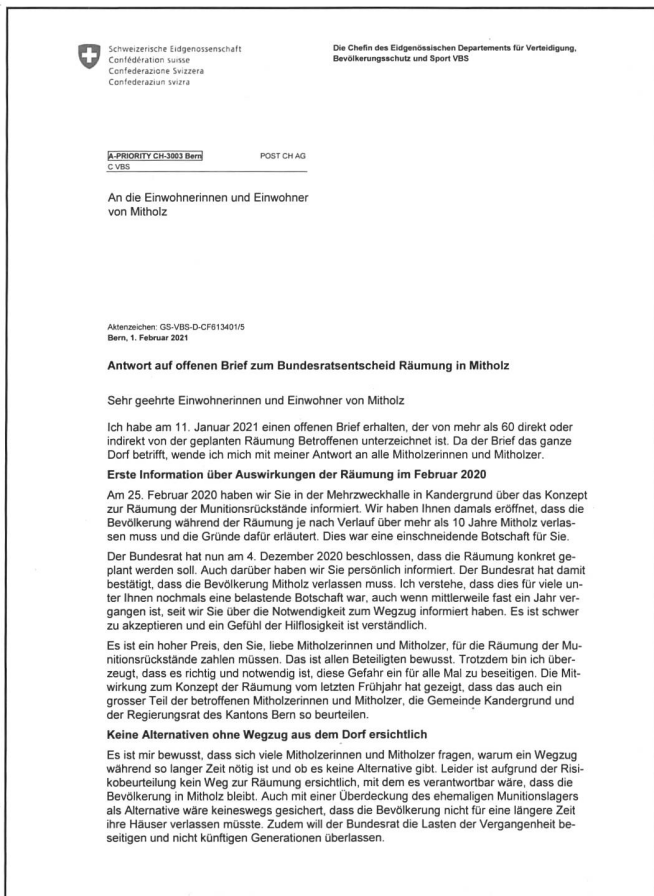 Schweizerische Eidgenossenschaft
Confédération suisse
Confederazione Svizzera
Confederaziun svizra
Die Chefin des Eidgenössischen Departements für Verteidigung,
Bevölkerungsschutz und Sport VBS
A-PRIORITY CH-3003 Bern POST CH AG
C VBS
An die Einwohnerinnen und Einwohner
von Mitholz
Aktenzeichen: GS-VBS-D-CF613401/5
Bern, 1. Februar 2021
Antwort auf offenen Brief zum Bundesratsentscheid Räumung in Mitholz
Sehr geehrte Einwohnerinnen und Einwohner von Mitholz
Ich habe am 11. Januar 2021 einen offenen Brief erhalten, der von mehr als 60 direkt oder
indirekt von der geplanten Räumung Betroffenen unterzeichnet ist. Da der Brief das ganze
Dorf betrifft, wende ich mich mit meiner Antwort an alle Mitholzerinnen und Mitholzer.
Erste Information über Auswirkungen der Räumung im Februar 2020
Am 25. Februar 2020 haben wir Sie in der Mehrzweckhalle in Kandergrund über das Konzept
zur Räumung der Munitionsrückstände informiert. Wir haben Ihnen damals eröffnet, dass die
Bevölkerung während der Räumung je nach Verlauf über mehr als 10 Jahre Mitholz verlas-
sen muss und die Gründe dafür erläutert. Dies war eine einschneidende Botschaft für Sie.
Der Bundesrat hat nun am 4. Dezember 2020 beschlossen, dass die Räumung konkret ge-
plant werden soll. Auch darüber haben wir Sie persönlich informiert. Der Bundesrat hat damit
bestätigt, dass die Bevölkerung Mitholz verlassen muss. Ich verstehe, dass dies für viele un-
ter Ihnen nochmals eine belastende Botschaft war, auch wenn mittlerweile fast ein Jahr ver-
gangen ist, seit wir Sie über die Notwendigkeit zum Wegzug informiert haben. Es ist schwer
zu akzeptieren und ein Gefühl der Hilflosigkeit ist verständlich.
Es ist ein hoher Preis, den Sie, liebe Mitholzerinnen und Mitholzer, für die Räumung der Mu-
nitionsrückstände zahlen müssen. Das ist allen Beteiligten bewusst. Trotzdem bin ich über-
zeugt, dass es richtig und notwendig ist, diese Gefahr ein für alle Mal zu beseitigen. Die Mit-
wirkung zum Konzept der Räumung vom letzten Frühjahr hat gezeigt, dass das auch ein
grosser Teil der betroffenen Mitholzerinnen und Mitholzer, die Gemeinde Kandergrund und
der Regierungsrat des Kantons Bern so beurteilen.
Keine Alternativen ohne Wegzug aus dem Dorf ersichtlich
Es ist mir bewusst, dass sich viele Mitholzerinnen und Mitholzer fragen, warum ein Wegzug
während so langer Zeit nötig ist und ob es keine Alternative gibt. Leider ist aufgrund der Risi-
kobeurteilung kein Weg zur Räumung ersichtlich, mit dem es verantwortbar wäre, dass die
Bevölkerung in Mitholz bleibt. Auch mit einer Überdeckung des ehemaligen Munitionslagers
als Alternative wäre keineswegs gesichert, dass die Bevölkerung nicht für eine längere Zeit
ihre Häuser verlassen müsste. Zudem will der Bundesrat die Lasten der Vergangenheit be-
seitigen und nicht künftigen Generationen überlassen.